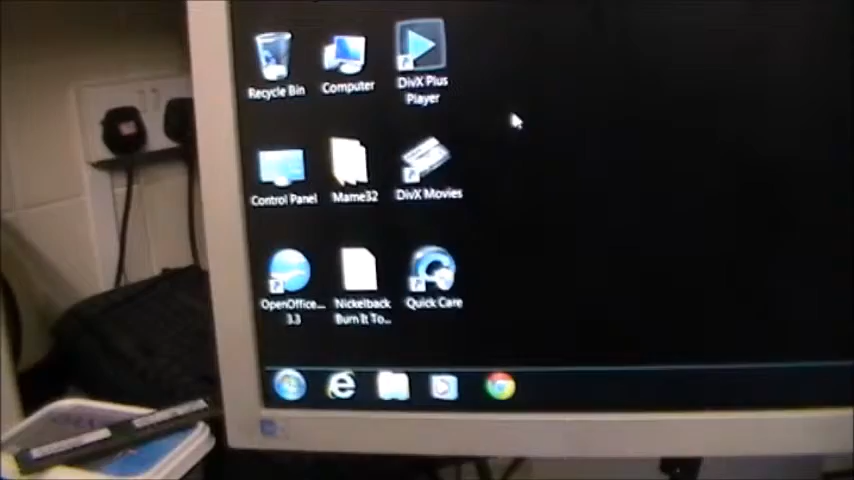 Recycle Bin
Computer
DivX Plus
Player
Control Panel
Mame32
DivX Movies
OpenOffice...
3.3
Nickelback
Burn It To...
Quick Care